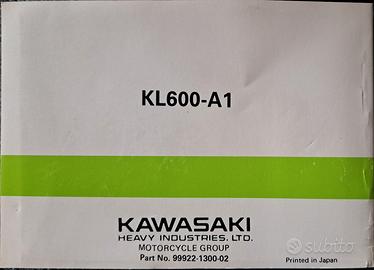 KL600-A1
KAWASAKI
HEAVY INDUSTRIES. LTD.
MOTORCYCLE GROUP
Part No. 99922-1300-02
Printed in Japan
subito